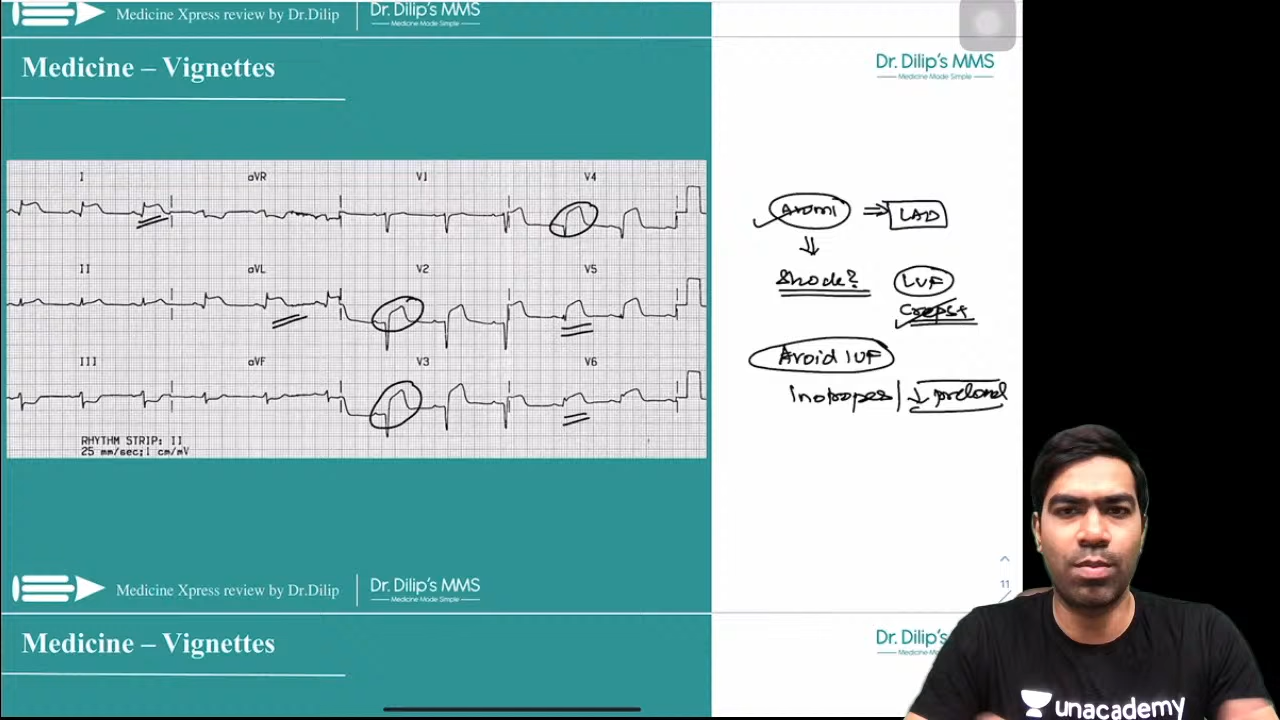 Medicine Xpress review by Dr.Dilip
Dr. Dilip's MMS
Medicine Made Simple
Medicine – Vignettes
Dr. Dilip's MMS
Medicine Made Simple
I aVR V1 V4
II aVL V2 V5
III aVF V3 V6
RHYTHM STRIP: II
25 mm/sec;1 cm/mV
AWMI ⇒ LAD
⇓
Shock? LVF
Creps+
Avoid IVF
inotropes | ↓ preload
11
Medicine Xpress review by Dr.Dilip
Dr. Dilip's MMS
Medicine Made Simple
Medicine – Vignettes
Dr. Dilip's
Medicine
unacademy